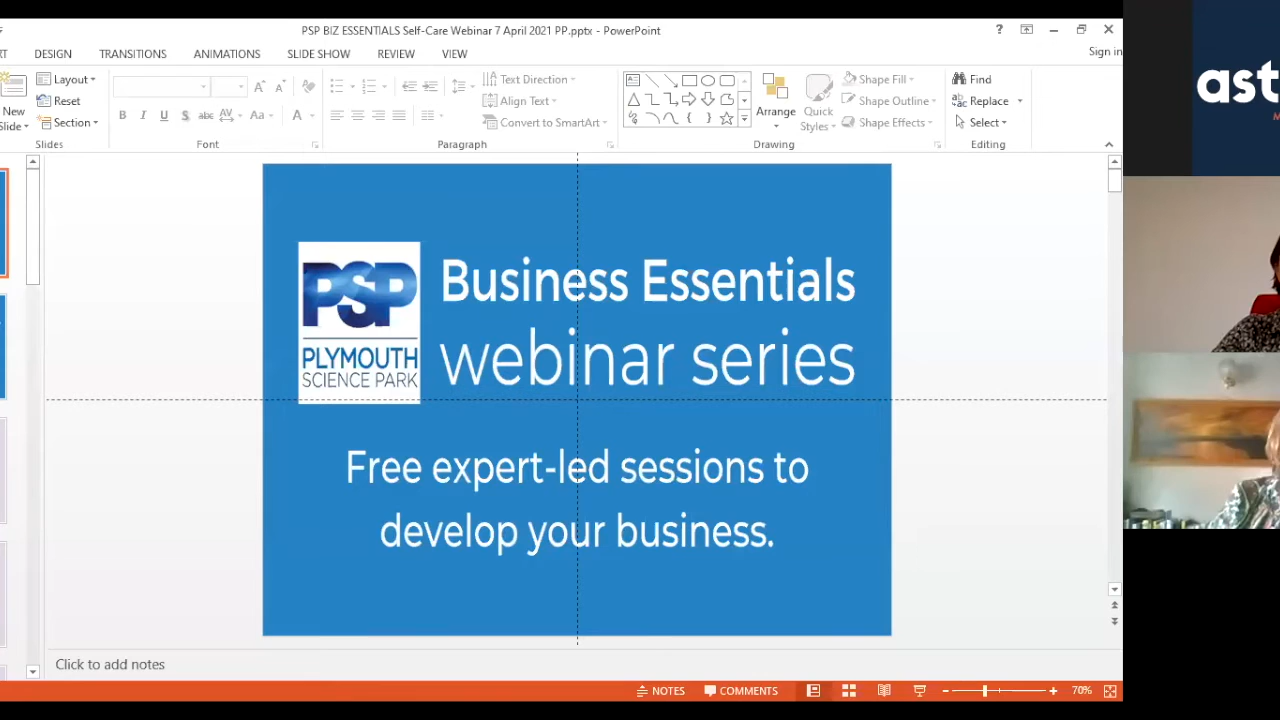 PSP BIZ ESSENTIALS Self-Care Webinar 7 April 2021 PP.pptx - PowerPoint
?
DESIGN TRANSITIONS ANIMATIONS SLIDE SHOW REVIEW VIEW
Sign in
New
Slide
Layout
Reset
Section
Slides
B I U S abc AV Aa A
Font
Text Direction
Align Text
Convert to SmartArt
Paragraph
Arrange
Quick
Styles
Shape Fill
Shape Outline
Shape Effects
Drawing
Find
Replace
Select
Editing
PSP
PLYMOUTH
SCIENCE PARK
Business Essentials
webinar series
Free expert-led sessions to
develop your business.
Click to add notes
NOTES COMMENTS 70%
ast